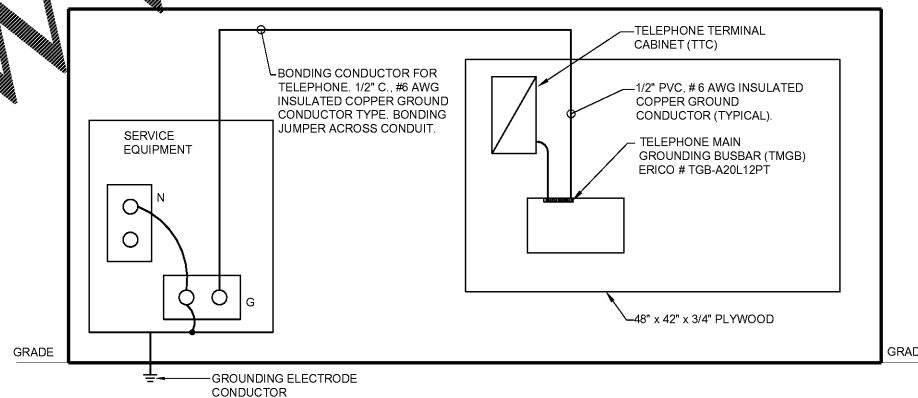 TELEPHONE TERMINAL
CABINET (TTC)
BONDING CONDUCTOR FOR
TELEPHONE. 1/2" C., #6 AWG
INSULATED COPPER GROUND
CONDUCTOR TYPE. BONDING
JUMPER ACROSS CONDUIT.
1/2" PVC, # 6 AWG INSULATED
COPPER GROUND
CONDUCTOR (TYPICAL).
SERVICE
EQUIPMENT
TELEPHONE MAIN
GROUNDING BUSBAR (TMGB)
ERICO # TGB-A20L12PT
N
G
48" x 42" x 3/4" PLYWOOD
GRADE
GRAD
GROUNDING ELECTRODE
CONDUCTOR